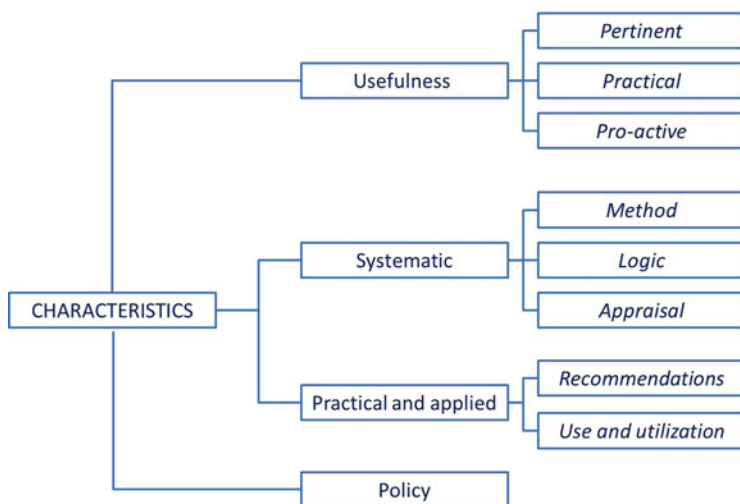 Pertinent
Usefulness
Practical
Pro-active
Method
Systematic
Logic
CHARACTERISTICS
Appraisal
Recommendations
Practical and applied
Use and utilization
Policy